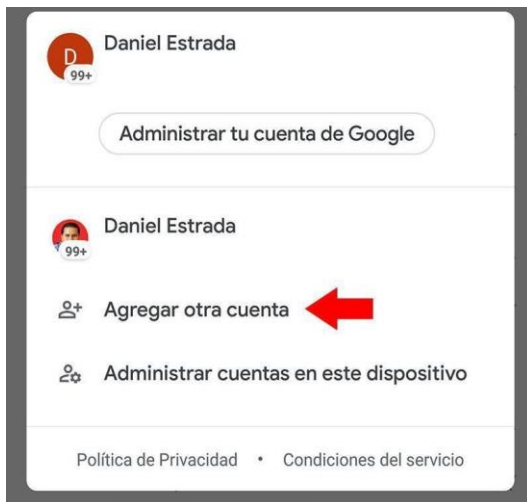 Daniel Estrada
D
99+
Administrar tu cuenta de Google
Daniel Estrada
99+
Agregar otra cuenta
Administrar cuentas en este dispositivo
Política de Privacidad • Condiciones del servicio